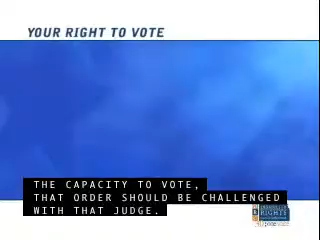 YOUR RIGHT TO VOTE
THE CAPACITY TO VOTE,
THAT ORDER SHOULD BE CHALLENGED
WITH THAT JUDGE.
RIGHTS